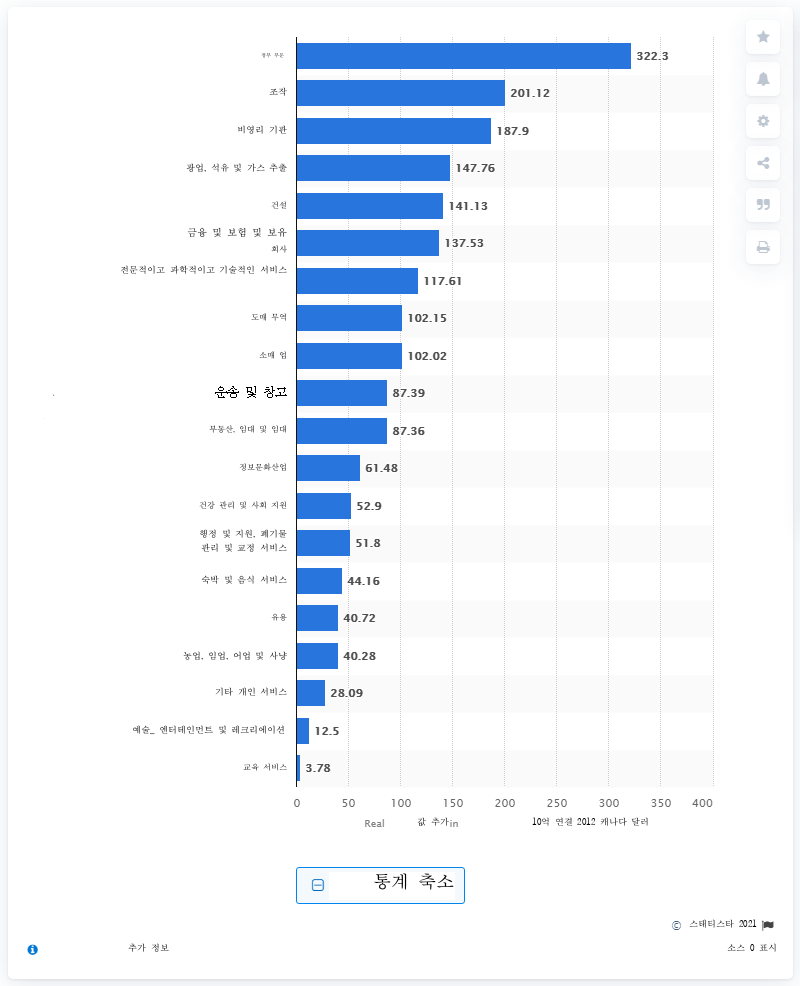 정부 부문 322.3
조작 201.12
비영리 기관 187.9
광업, 석유 및 가스 추출 147.76
건설 141.13
금융 및 보험 및 보유
회사 137.53
전문적이고 과학적이고 기술적인 서비스 117.61
도매 무역 102.15
소매 업 102.02
운송 및 창고 87.39
부동산, 임대 및 임대 87.36
정보문화산업 61.48
건강 관리 및 사회 지원 52.9
행정 및 지원, 폐기물
관리 및 교정 서비스 51.8
숙박 및 음식 서비스 44.16
유용 40.72
농업, 임업, 어업 및 사냥 40.28
기타 개인 서비스 28.09
예술_ 엔터테인먼트 및 레크리에이션 12.5
교육 서비스 3.78
0 50 100 150 200 250 300 350 400
Real 값 추가in 10억 연결 2012 캐나다 달러
통계 축소
© 스태티스타 2021
추가 정보 소스 0 표시